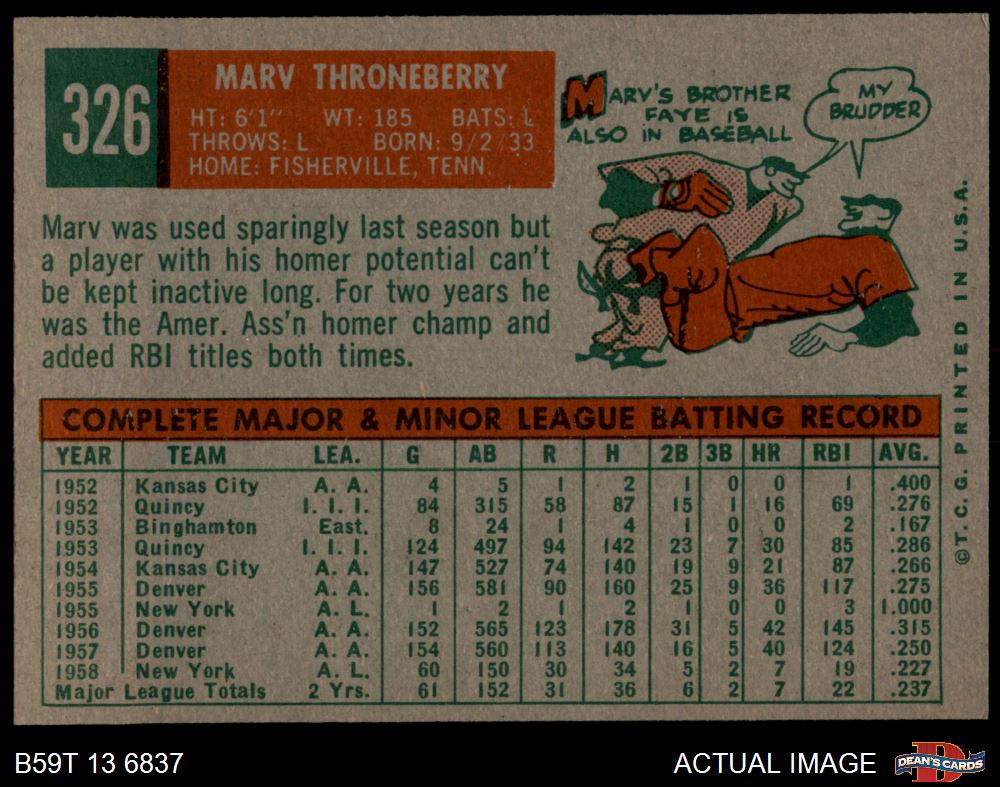 326
MARV THRONEBERRY
HT: 6'1" WT: 185 BATS: L
THROWS: L BORN: 9/2/33
HOME: FISHERVILLE, TENN.
MARV'S BROTHER
FAYE IS
ALSO IN BASEBALL
MY
BRUDDER
Marv was used sparingly last season but
a player with his homer potential can't
be kept inactive long. For two years he
was the Amer. Ass'n homer champ and
added RBI titles both times.
COMPLETE MAJOR & MINOR LEAGUE BATTING RECORD
YEAR TEAM LEA. G AB R H 2B 3B HR RBI AVG.
1952 Kansas City A. A. 4 5 1 2 1 0 0 1 .400
1952 Quincy I. I. I. 84 315 58 87 15 1 16 69 .276
1953 Binghamton East. 8 24 1 4 1 0 0 2 .167
1953 Quincy I. I. I. 124 497 94 142 23 7 30 85 .286
1954 Kansas City A. A. 147 527 74 140 19 9 21 87 .266
1955 Denver A. A. 156 581 90 160 25 9 36 117 .275
1955 New York A. L. 1 2 1 2 1 0 0 3 1.000
1956 Denver A. A. 152 565 123 178 31 5 42 145 .315
1957 Denver A. A. 154 560 113 140 16 5 40 124 .250
1958 New York A. L. 60 150 30 34 5 2 7 19 .227
Major League Totals 2 Yrs. 61 152 31 36 6 2 7 22 .237
©T. C. G. PRINTED IN U.S.A.
B59T 13 6837
ACTUAL IMAGE
DEAN'S CARDS